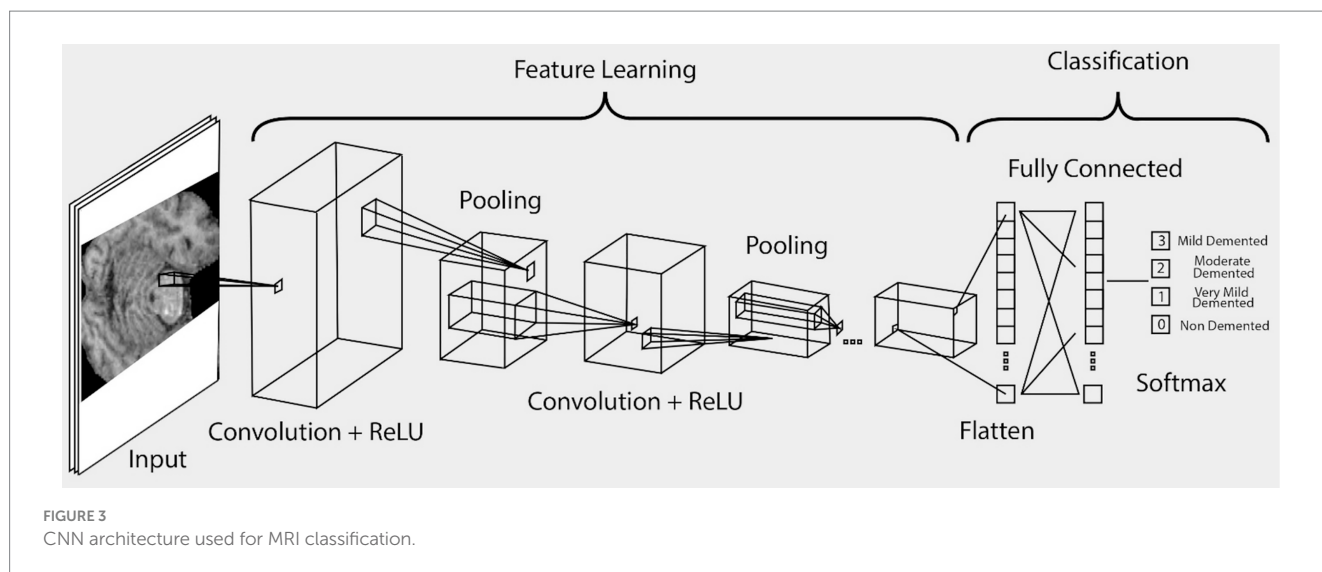 Feature Learning
Classification
Fully Connected
Pooling
Pooling
3 Mild Demented
2 Moderate
Demented
1 Very Mild
Demented
0 Non Demented
Softmax
Convolution + ReLU
Flatten
Convolution + ReLU
Input
FIGURE 3
CNN architecture used for MRI classification.